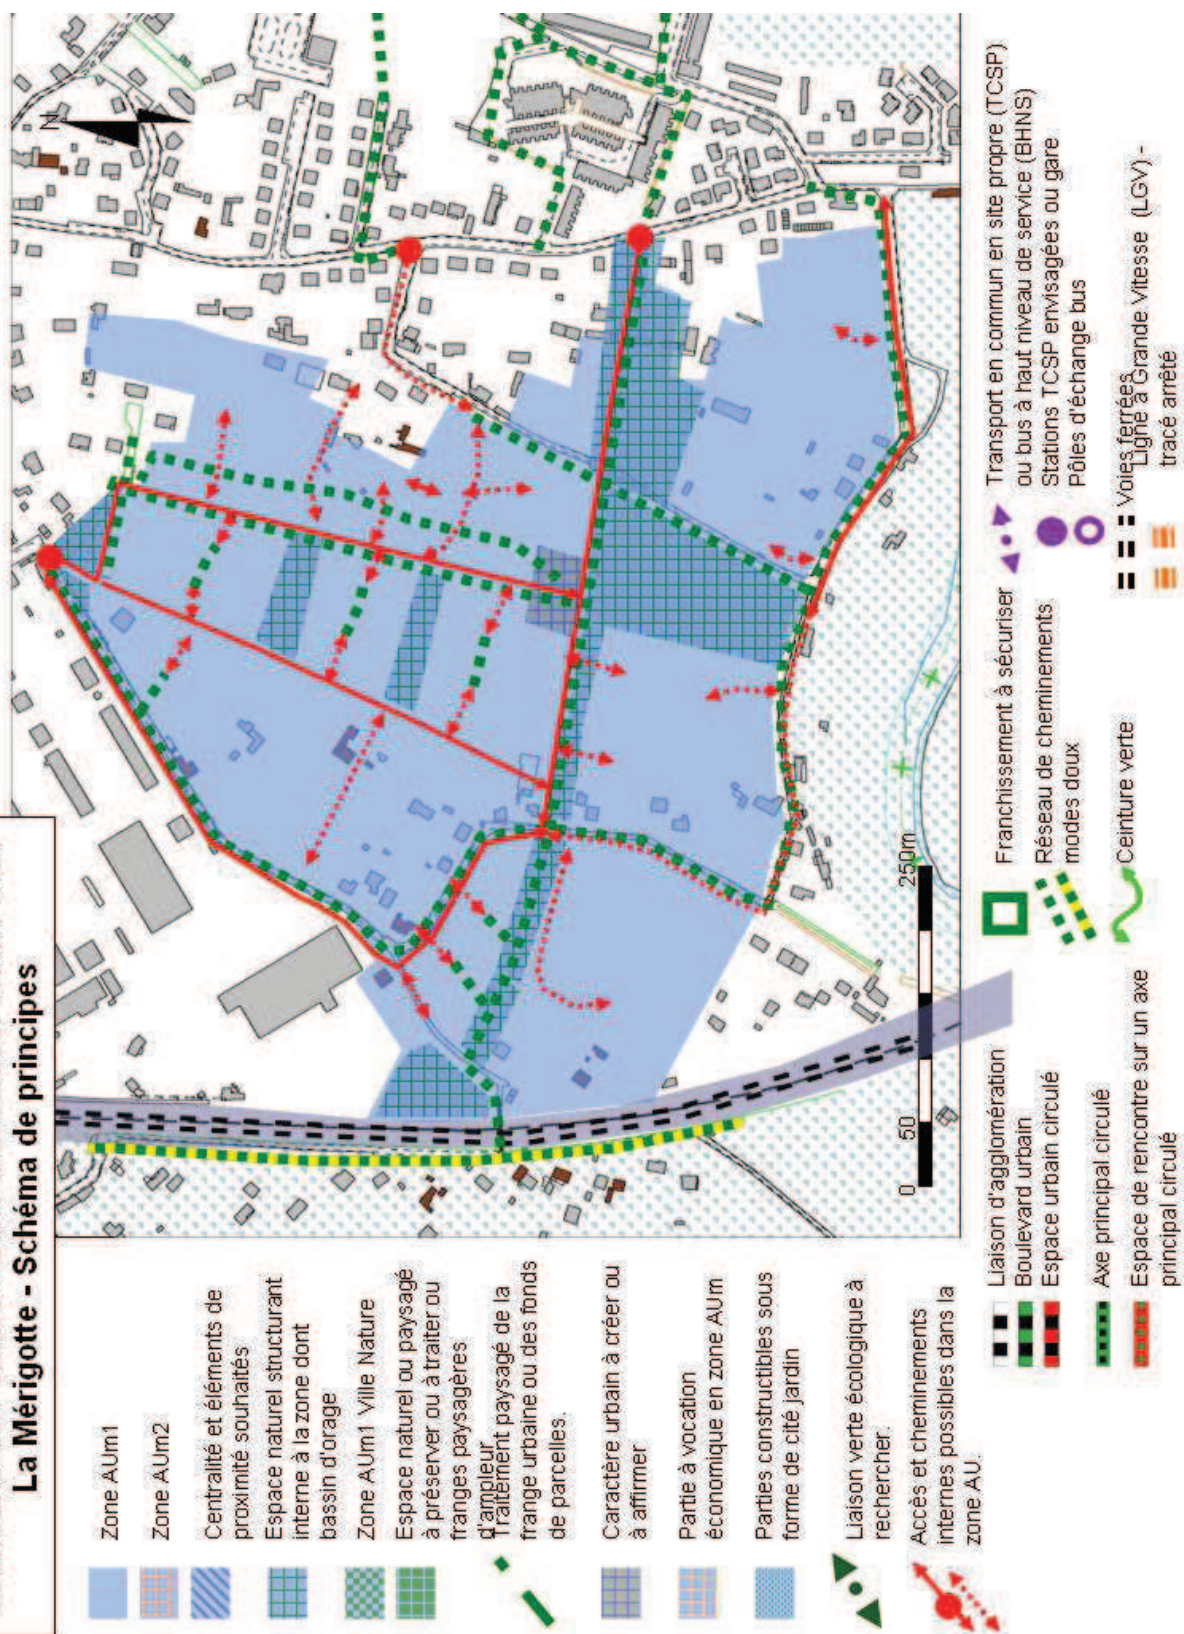 La Mérigotte - Schéma de principes
N
0
50
250m
Zone AUm1
Zone AUm2
Centralité et éléments de
proximité souhaités
Espace naturel structurant
interne à la zone dont
bassin d'orage
Zone AUm1 Ville Nature
Espace naturel ou paysagé
à préserver ou à traiter ou
franges paysagères
d'ampleur
Traitement paysagé de la
frange urbaine ou des fonds
de parcelles.
Caractère urbain à créer ou
à affirmer
Partie à vocation
économique en zone AUm
Parties constructibles sous
forme de cité jardin
Liaison verte écologique à
rechercher.
Accès et cheminements
internes possibles dans la
zone AU.
Liaison d'agglomération
Boulevard urbain
Espace urbain circulé
Axe principal circulé
Espace de rencontre sur un axe
principal circulé
Franchissement à sécuriser
Réseau de cheminements
modes doux
Ceinture verte
Transport en commun en site propre (TCSP)
ou bus à haut niveau de service (BHNS)
Stations TCSP envisagées ou gare
Pôles d'échange bus
Voies ferrées
Ligne à Grande Vitesse (LGV) -
tracé arrêté